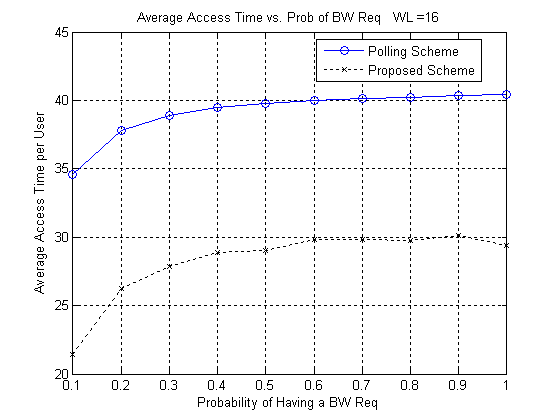 Average Access Time vs. Prob of BW Req   WL =16
Average Access Time per User
45
40
35
30
25
20
Polling Scheme
Proposed Scheme
0.1 0.2 0.3 0.4 0.5 0.6 0.7 0.8 0.9 1
Probability of Having a BW Req